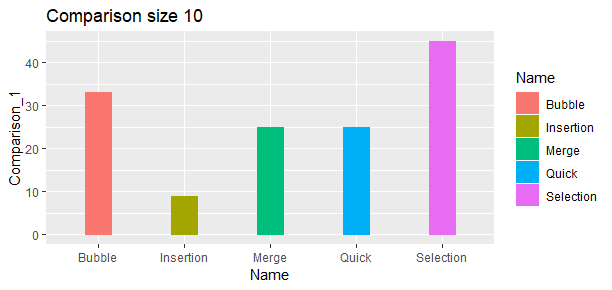 Comparison size 10
Comparison_1
40
30
20
10
0
Bubble Insertion Merge Quick Selection
Name
Name
Bubble
Insertion
Merge
Quick
Selection